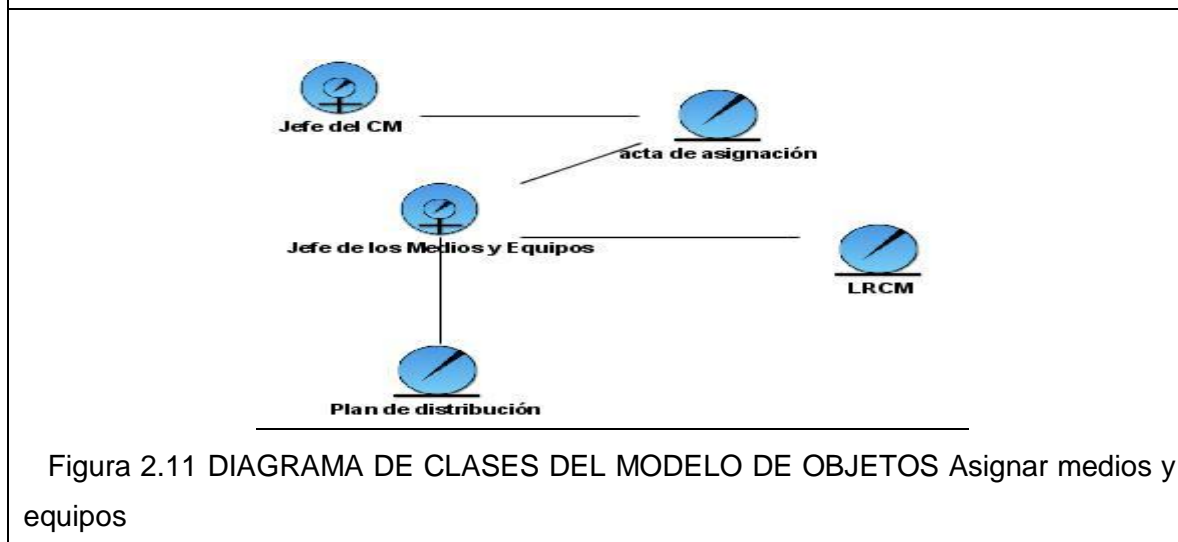 Jefe del CM
acta de asignación
Jefe de los Medios y Equipos
LRCM
Plan de distribución
Figura 2.11 DIAGRAMA DE CLASES DEL MODELO DE OBJETOS Asignar medios y
equipos